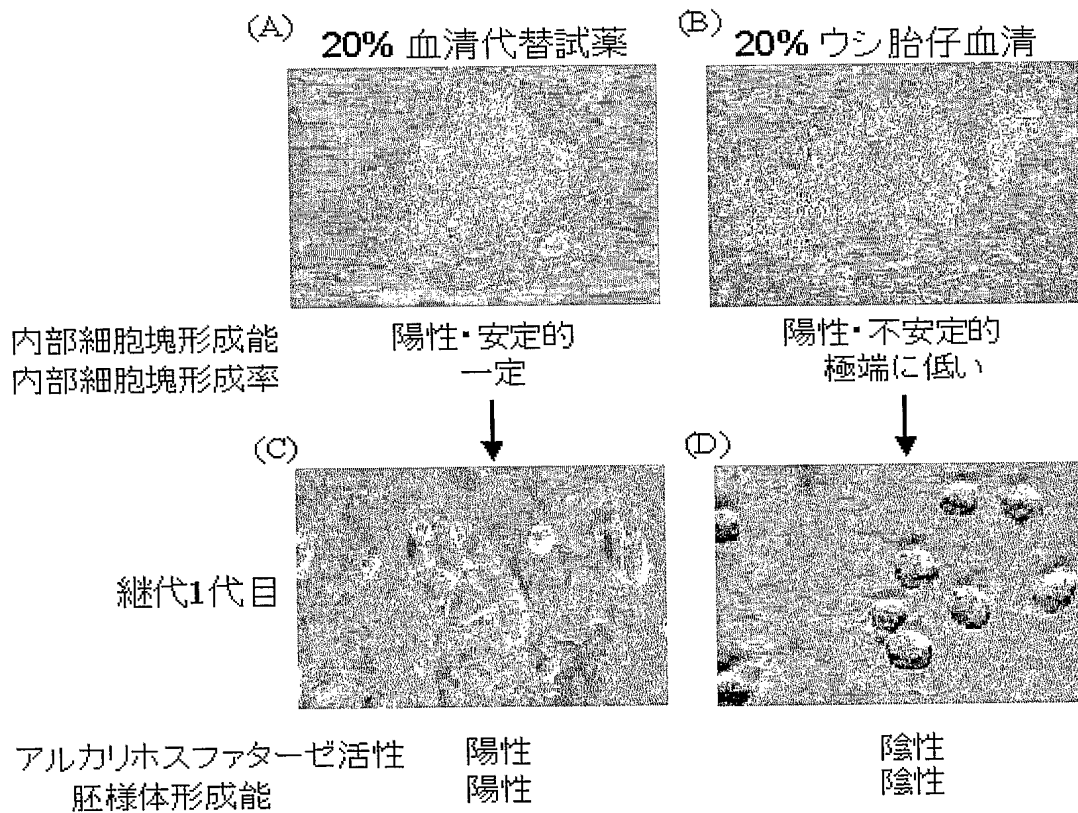 (A) 20% 血清代替試薬 (B) 20% ウシ胎仔血清
内部細胞塊形成能 陽性・安定的 陽性・不安定的
内部細胞塊形成率 一定 極端に低い
(C) (D)
継代1代目
アルカリホスファターゼ活性 陽性 陰性
胚様体形成能 陽性 陰性